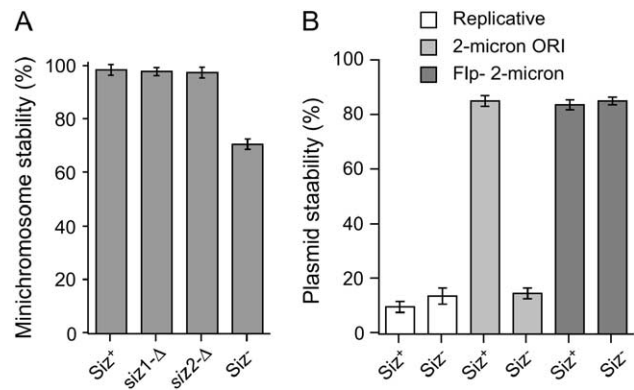 A
Minichromosome stability (%)
100
80
60
40
20
0
Siz⁺
siz1-Δ
siz2-Δ
Siz⁻
B
Replicative
2-micron ORI
Flp- 2-micron
Plasmid staability (%)
100
80
60
40
20
0
Siz⁺
Siz⁻
Siz⁺
Siz⁻
Siz⁺
Siz⁻